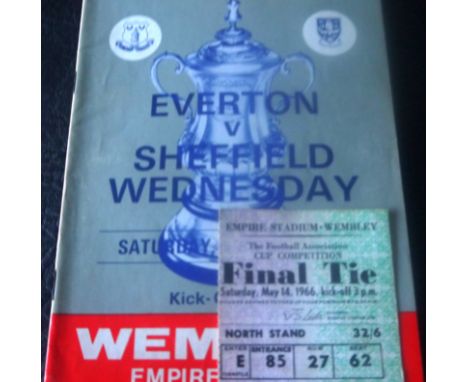 EVERTON
V
SHEFFIELD
WEDNESDAY
SATURDAY
Kick-
WEM
EMPIRE
EMPIRE STADIUM - WEMBLEY
The Football Association
CUP COMPETITION
Final Tie
Saturday, May 14, 1966, kick-off 3 p.m.
NORTH STAND 32/6
ENTER ENTRANCE ROW SEAT
E 85 27 62
TURNSTILE